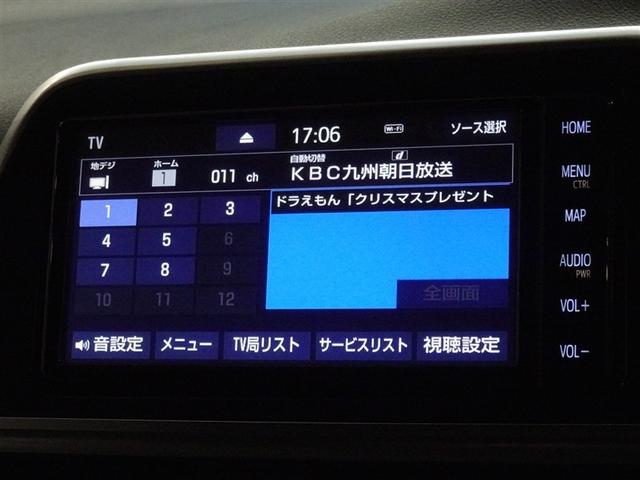 TV
17:06
Wi-Fi
ソース選択
地デジ
ホーム
1
011 ch
自動切替
d
KBC九州朝日放送
1 2 3
4 5 6
7 8 9
10 11 12
ドラえもん「クリスマスプレゼント
全画面
音設定
メニュー
TV局リスト
サービスリスト
視聴設定
HOME
MENU
CTRL
MAP
AUDIO
PWR
VOL+
VOL−